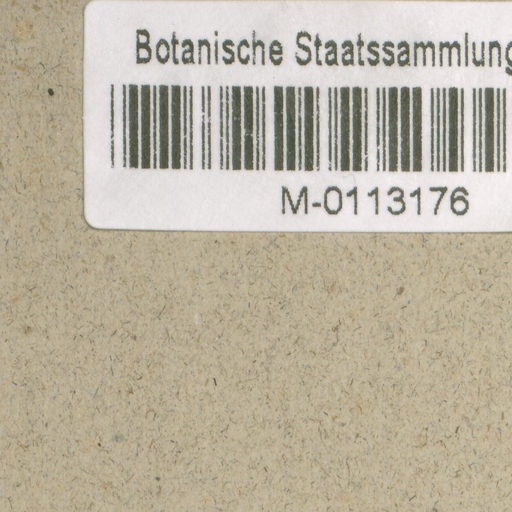 Botanische Staatssammlung
M-0113176